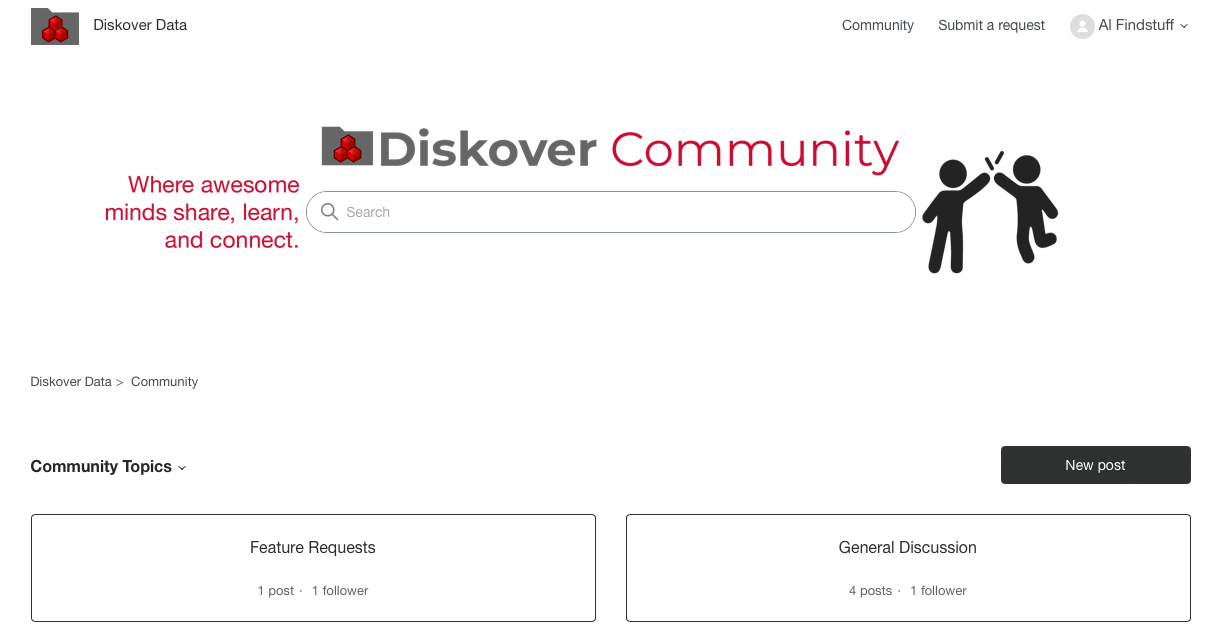 Diskover Data
Community
Submit a request
Al Findstuff
Diskover Community
Where awesome
minds share, learn,
and connect.
Search
Diskover Data > Community
Community Topics
New post
Feature Requests
1 post · 1 follower
General Discussion
4 posts · 1 follower